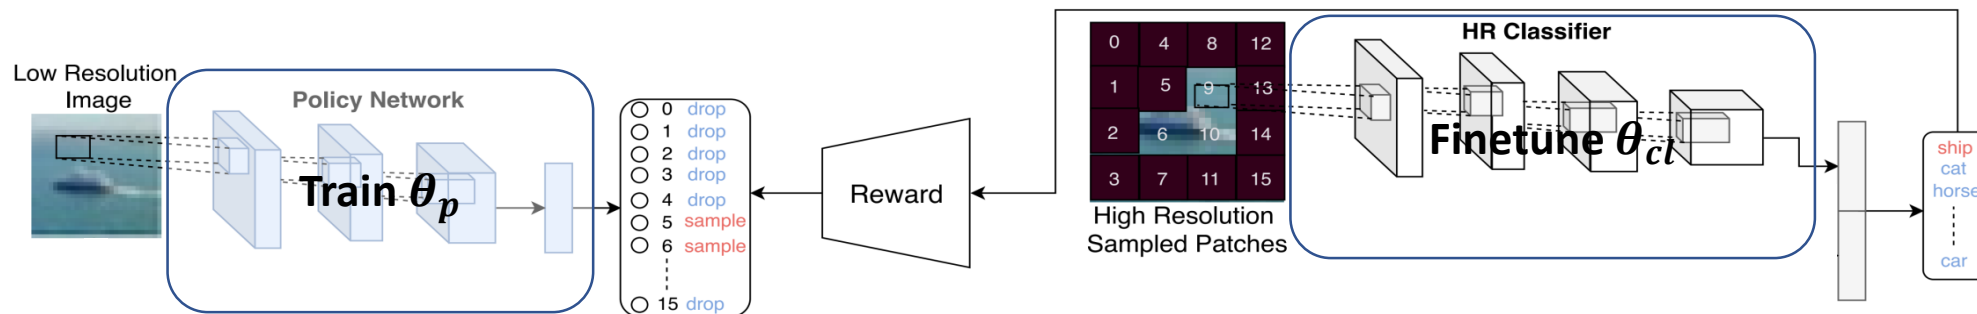 Low Resolution
Image
Policy Network
Train θp
0 drop
1 drop
2 drop
3 drop
4 drop
5 sample
6 sample
15 drop
Reward
0 4 8 12
1 5 9 13
2 6 10 14
3 7 11 15
High Resolution
Sampled Patches
HR Classifier
Finetune θcl
ship
cat
horse
car